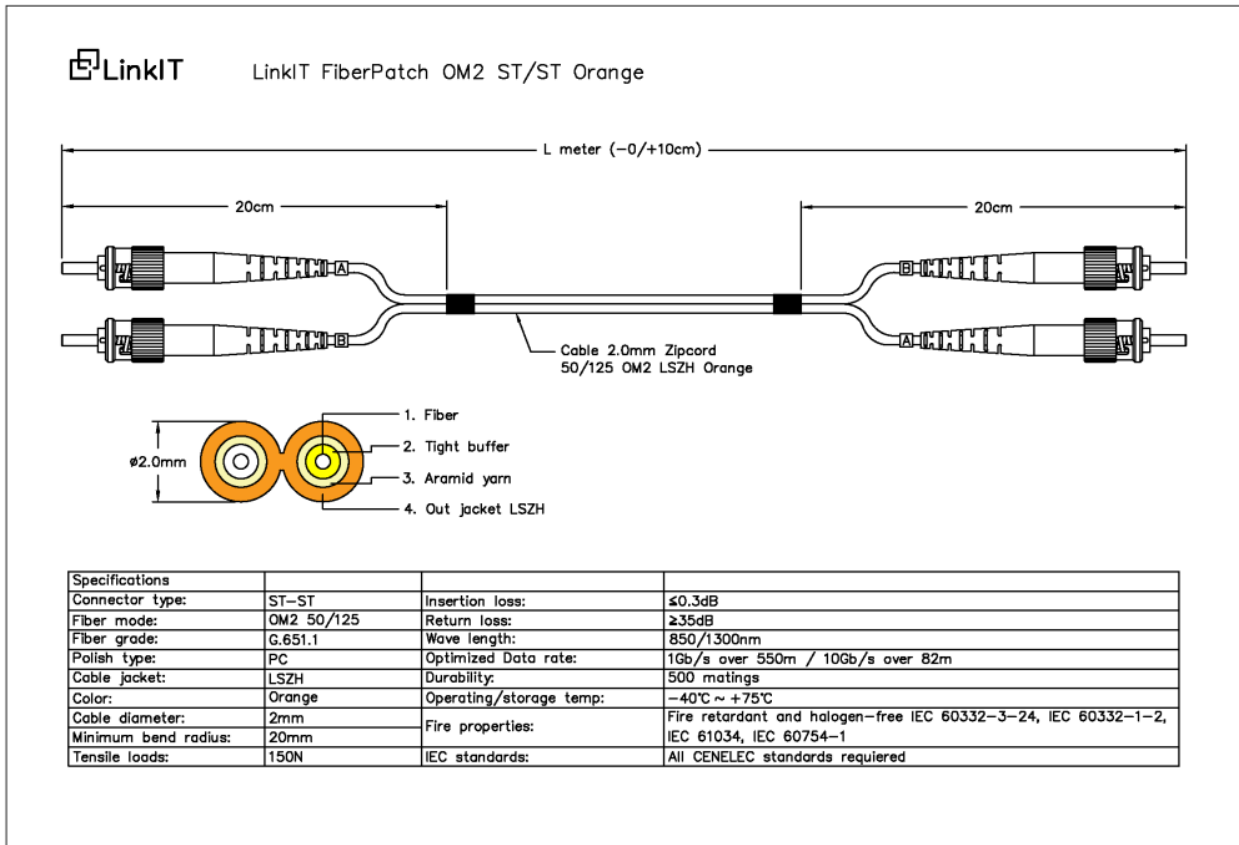 LinkIT
LinkIT FiberPatch OM2 ST/ST Orange
L meter (-0/+10cm)
20cm
20cm
A
B
B
A
Cable 2.0mm Zipcord
50/125 OM2 LSZH Orange
ø2.0mm
1. Fiber
2. Tight buffer
3. Aramid yarn
4. Out jacket LSZH
Specifications
Connector type: ST-ST Insertion loss: ≤0.3dB
Fiber mode: OM2 50/125 Return loss: ≥35dB
Fiber grade: G.651.1 Wave length: 850/1300nm
Polish type: PC Optimized Data rate: 1Gb/s over 550m / 10Gb/s over 82m
Cable jacket: LSZH Durability: 500 matings
Color: Orange Operating/storage temp: -40℃ ~ +75℃
Cable diameter: 2mm Fire properties: Fire retardant and halogen-free IEC 60332-3-24, IEC 60332-1-2,
Minimum bend radius: 20mm IEC 61034, IEC 60754-1
Tensile loads: 150N IEC standards: All CENELEC standards requiered